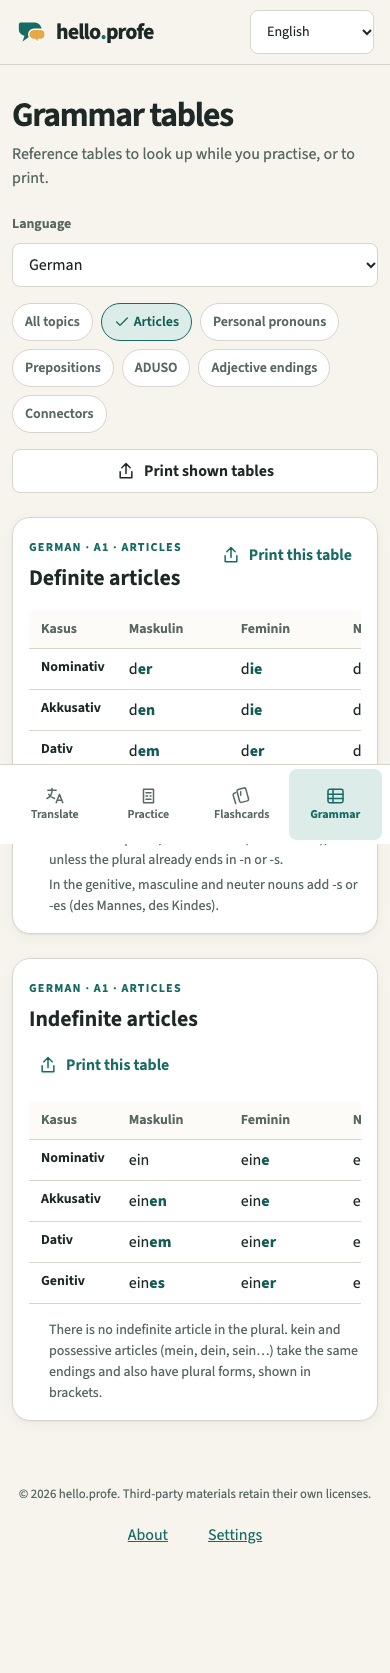 hello.profe
English
Grammar tables
Reference tables to look up while you practise, or to
print.
Language
German
All topics
Articles
Personal pronouns
Prepositions
ADUSO
Adjective endings
Connectors
Print shown tables
GERMAN · A1 · ARTICLES
Print this table
Definite articles
Kasus Maskulin Feminin N
Nominativ der die d
Akkusativ den die d
Dativ dem der d
Translate
Practice
Flashcards
Grammar
unless the plural already ends in -n or -s.
In the genitive, masculine and neuter nouns add -s or
-es (des Mannes, des Kindes).
GERMAN · A1 · ARTICLES
Indefinite articles
Print this table
Kasus Maskulin Feminin N
Nominativ ein eine e
Akkusativ einen eine e
Dativ einem einer e
Genitiv eines einer e
There is no indefinite article in the plural. kein and
possessive articles (mein, dein, sein…) take the same
endings and also have plural forms, shown in
brackets.
© 2026 hello.profe. Third-party materials retain their own licenses.
About
Settings